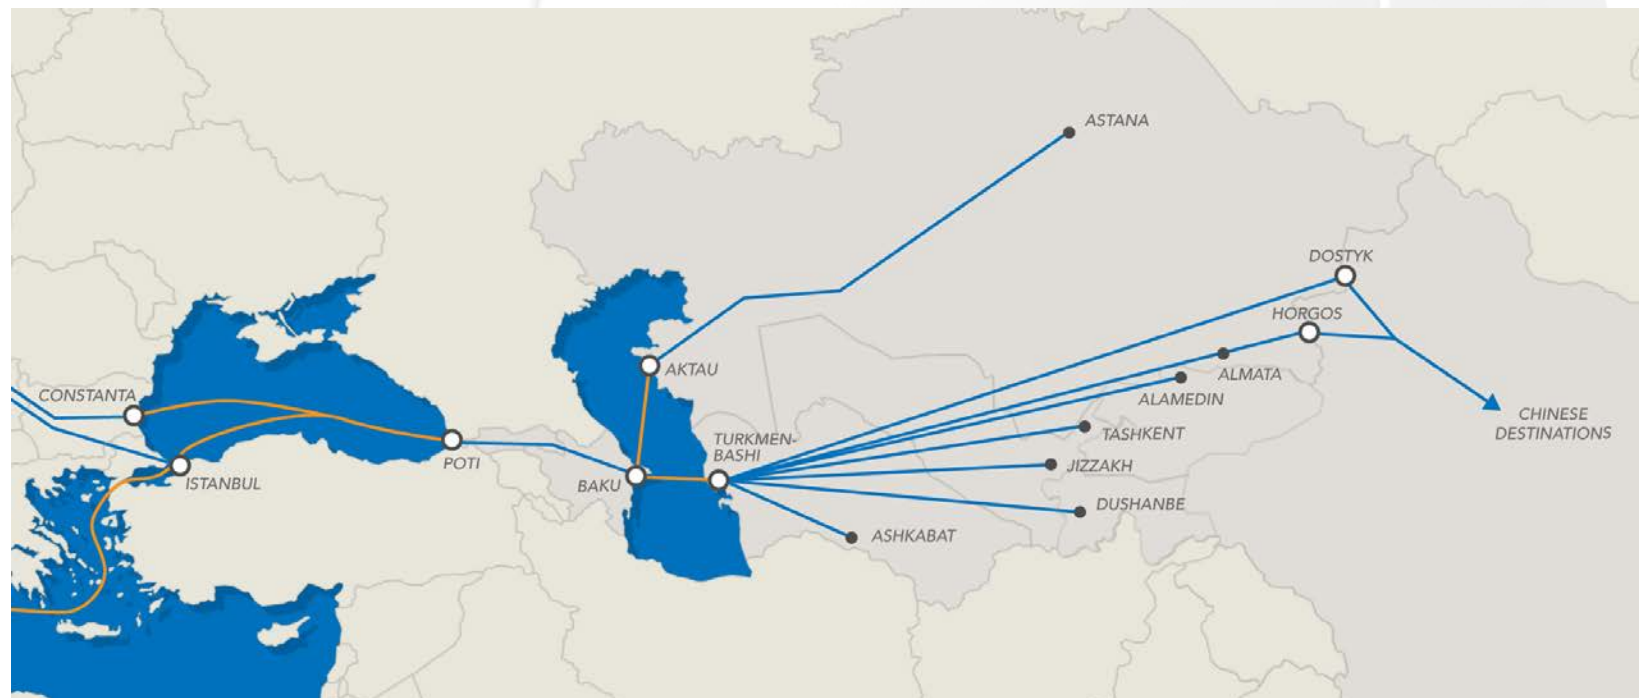 ASTANA
DOSTYK
HORGOS
AKTAU
ALMATA
CONSTANTA
ALAMEDIN
CHINESE
DESTINATIONS
TASHKENT
TURKMEN-
BASHI
POTI
JIZZAKH
ISTANBUL
BAKU
DUSHANBE
ASHKABAT